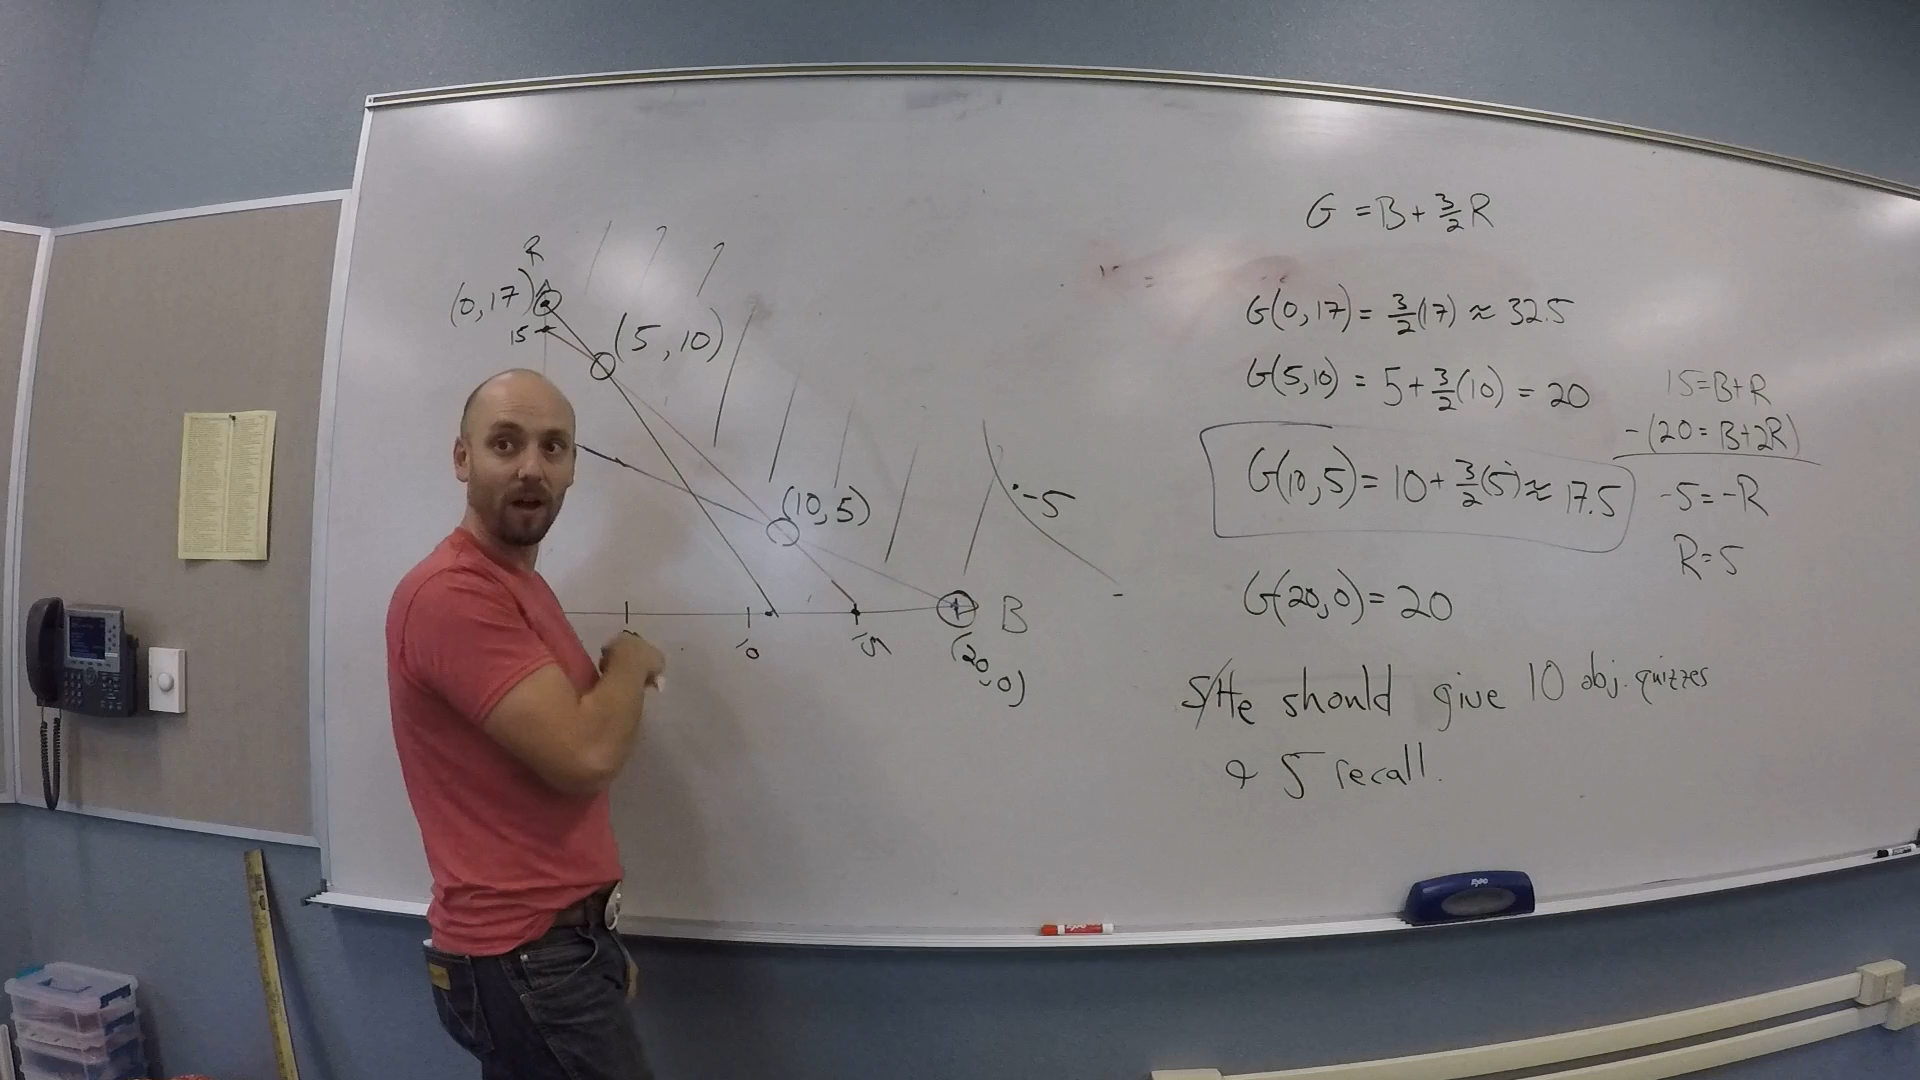 R
(0,17)
15
(5,10)
(10,5)
-5
10
15
B
(20,0)
G = B + 3/2 R
G(0,17) = 3/2(17) ≈ 32.5
G(5,10) = 5 + 3/2(10) = 20
G(10,5) = 10 + 3/2(5) ≈ 17.5
G(20,0) = 20
15 = B+R
-(20 = B+2R)
-5 = -R
R = 5
S/He should give 10 obj. quizzes
& 5 recall.
EXPO